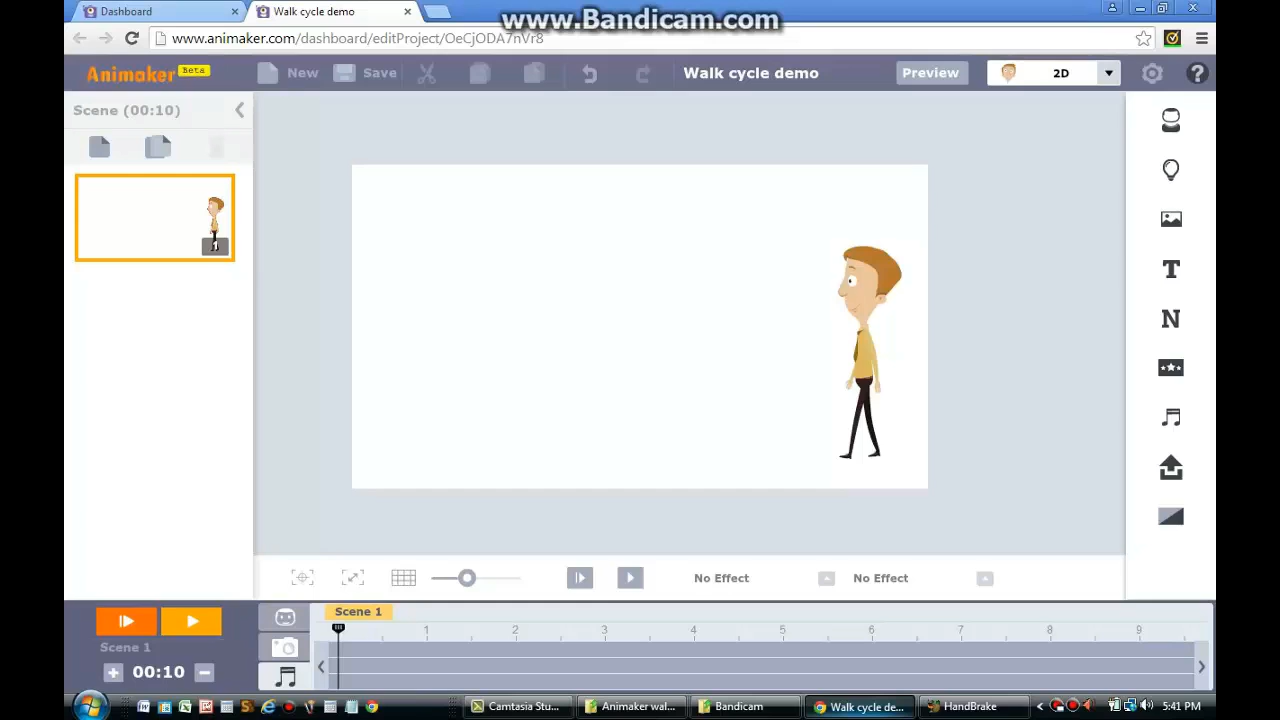 www.Bandicam.com
Dashboard
Walk cycle demo
www.animaker.com/dashboard/editProject/OeCjODA7nVr8
Animaker Beta
New
Save
Walk cycle demo
Preview
2D
?
Scene (00:10)
1
T
N
No Effect
No Effect
Scene 1
1 2 3 4 5 6 7 8 9
Scene 1
+ 00:10 -
Camtasia Stu...
Animaker wal...
Bandicam
Walk cycle de...
HandBrake
5:41 PM